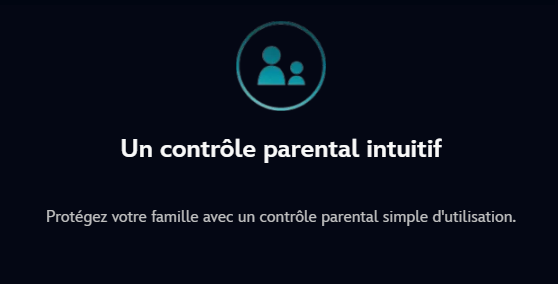 Un contrôle parental intuitif
Protégez votre famille avec un contrôle parental simple d'utilisation.